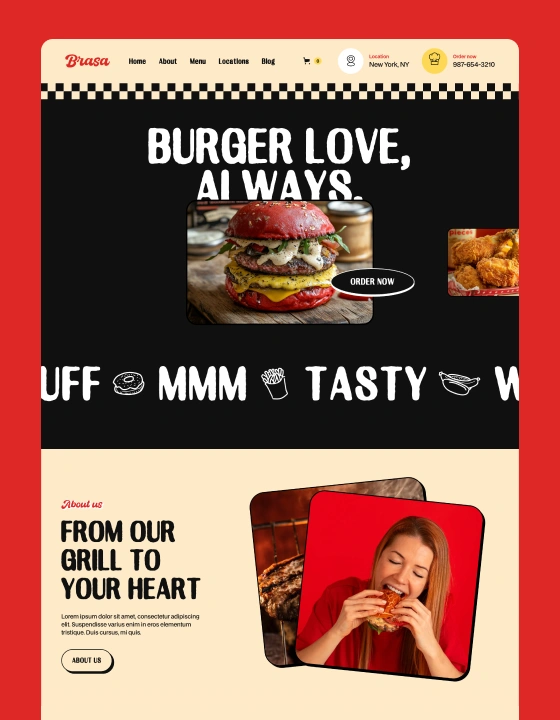 Brasa
Home About Menu Locations Blog
0
Location
New York, NY
Order now
987-654-3210
BURGER LOVE,
ALWAYS.
ORDER NOW
UFF MMM TASTY W
About us
FROM OUR
GRILL TO
YOUR HEART
Lorem ipsum dolor sit amet, consectetur adipiscing
elit. Suspendisse varius enim in eros elementum
tristique. Duis cursus, mi quis.
ABOUT US